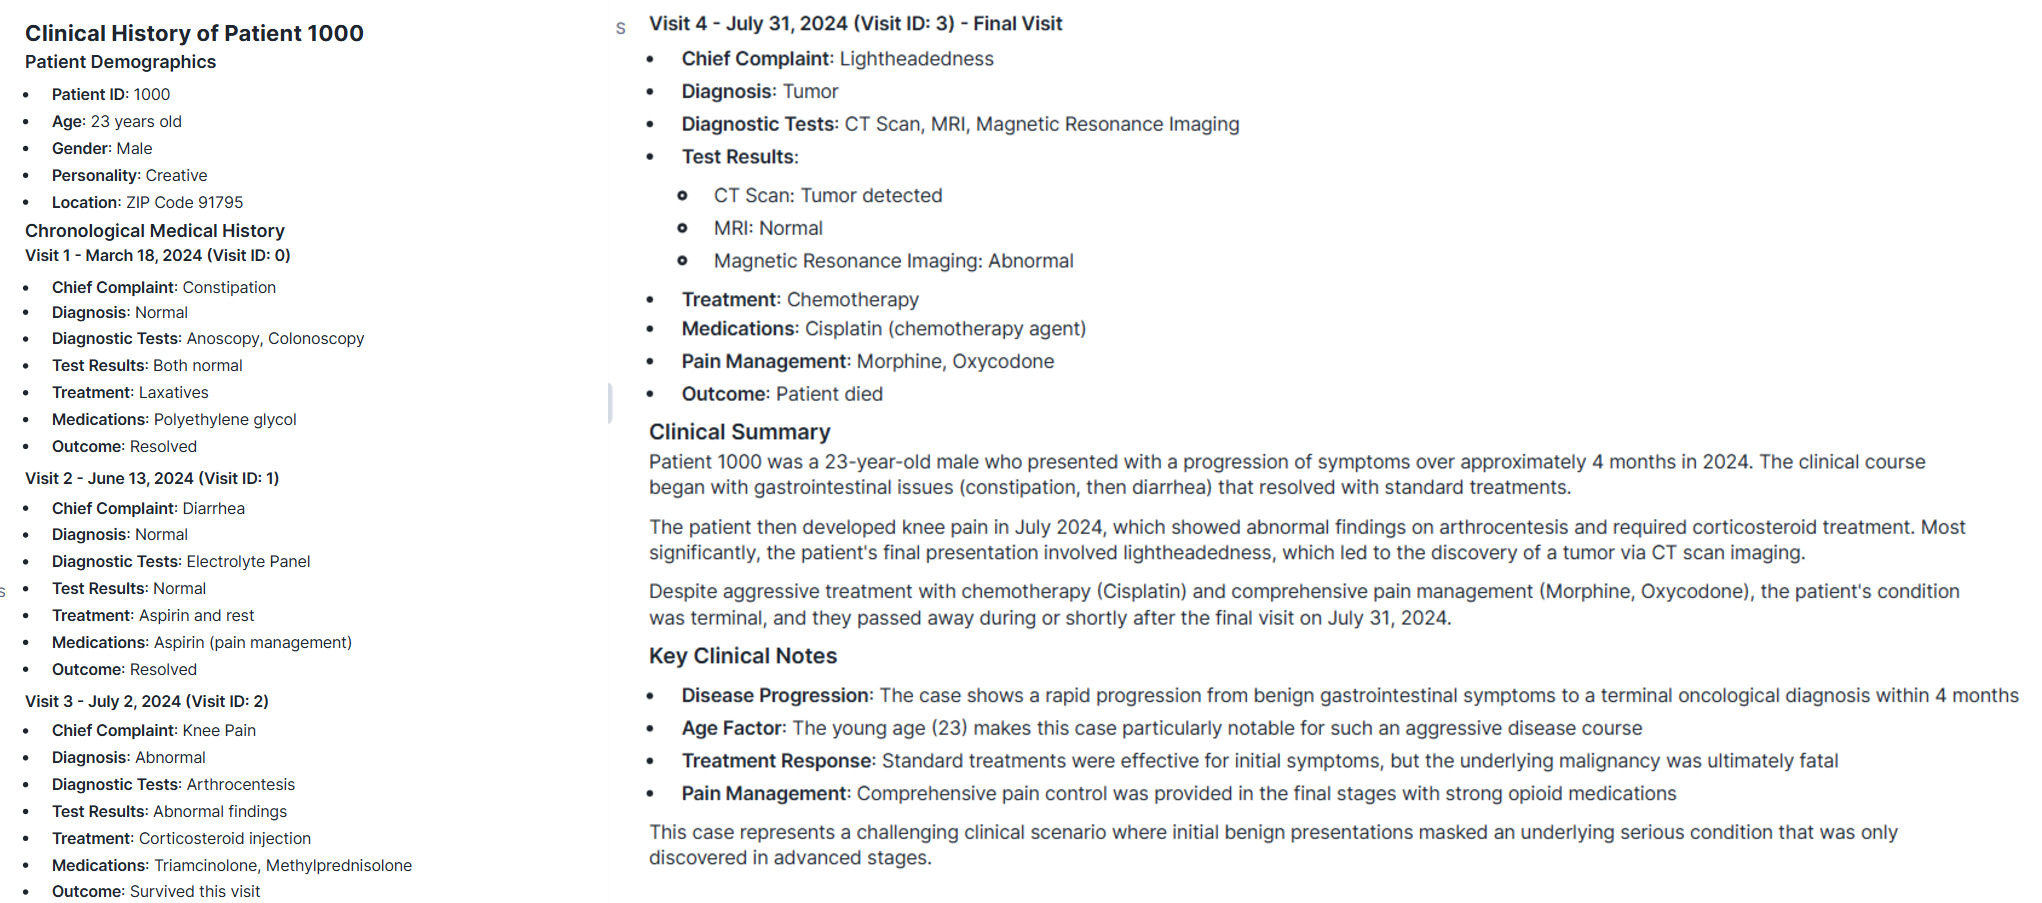 Clinical History of Patient 1000
Patient Demographics
• Patient ID: 1000
• Age: 23 years old
• Gender: Male
• Personality: Creative
• Location: ZIP Code 91795
Chronological Medical History
Visit 1 - March 18, 2024 (Visit ID: 0)
• Chief Complaint: Constipation
• Diagnosis: Normal
• Diagnostic Tests: Anoscopy, Colonoscopy
• Test Results: Both normal
• Treatment: Laxatives
• Medications: Polyethylene glycol
• Outcome: Resolved
Visit 2 - June 13, 2024 (Visit ID: 1)
• Chief Complaint: Diarrhea
• Diagnosis: Normal
• Diagnostic Tests: Electrolyte Panel
s
• Test Results: Normal
• Treatment: Aspirin and rest
• Medications: Aspirin (pain management)
• Outcome: Resolved
Visit 3 - July 2, 2024 (Visit ID: 2)
• Chief Complaint: Knee Pain
• Diagnosis: Abnormal
• Diagnostic Tests: Arthrocentesis
• Test Results: Abnormal findings
• Treatment: Corticosteroid injection
• Medications: Triamcinolone, Methylprednisolone
• Outcome: Survived this visit
s
Visit 4 - July 31, 2024 (Visit ID: 3) - Final Visit
• Chief Complaint: Lightheadedness
• Diagnosis: Tumor
• Diagnostic Tests: CT Scan, MRI, Magnetic Resonance Imaging
• Test Results:
CT Scan: Tumor detected
MRI: Normal
Magnetic Resonance Imaging: Abnormal
• Treatment: Chemotherapy
• Medications: Cisplatin (chemotherapy agent)
• Pain Management: Morphine, Oxycodone
• Outcome: Patient died
Clinical Summary
Patient 1000 was a 23-year-old male who presented with a progression of symptoms over approximately 4 months in 2024. The clinical course
began with gastrointestinal issues (constipation, then diarrhea) that resolved with standard treatments.
The patient then developed knee pain in July 2024, which showed abnormal findings on arthrocentesis and required corticosteroid treatment. Most
significantly, the patient's final presentation involved lightheadedness, which led to the discovery of a tumor via CT scan imaging.
Despite aggressive treatment with chemotherapy (Cisplatin) and comprehensive pain management (Morphine, Oxycodone), the patient's condition
was terminal, and they passed away during or shortly after the final visit on July 31, 2024.
Key Clinical Notes
• Disease Progression: The case shows a rapid progression from benign gastrointestinal symptoms to a terminal oncological diagnosis within 4 months
• Age Factor: The young age (23) makes this case particularly notable for such an aggressive disease course
• Treatment Response: Standard treatments were effective for initial symptoms, but the underlying malignancy was ultimately fatal
• Pain Management: Comprehensive pain control was provided in the final stages with strong opioid medications
This case represents a challenging clinical scenario where initial benign presentations masked an underlying serious condition that was only
discovered in advanced stages.